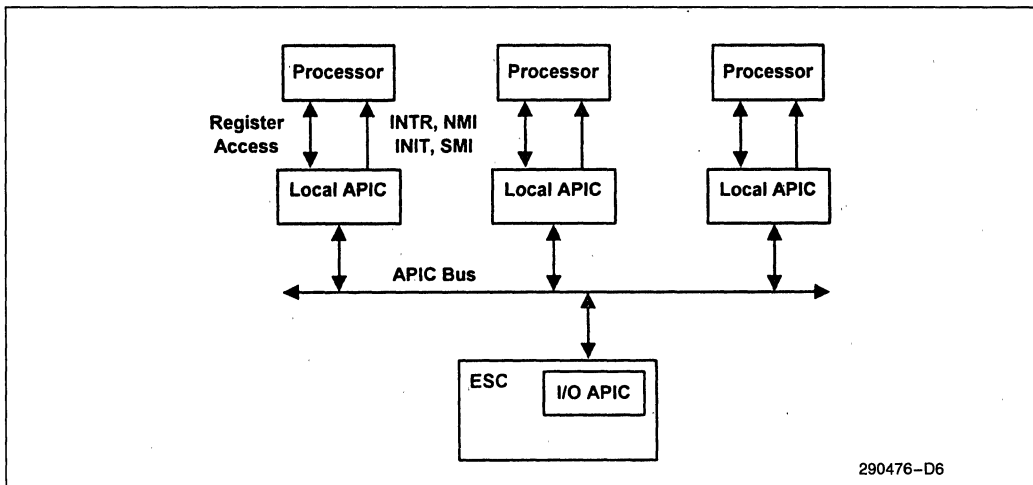 Processor
Processor
Processor
Register
Access
INTR, NMI
INIT, SMI
Local APIC
Local APIC
Local APIC
APIC Bus
ESC
I/O APIC
290476–D6